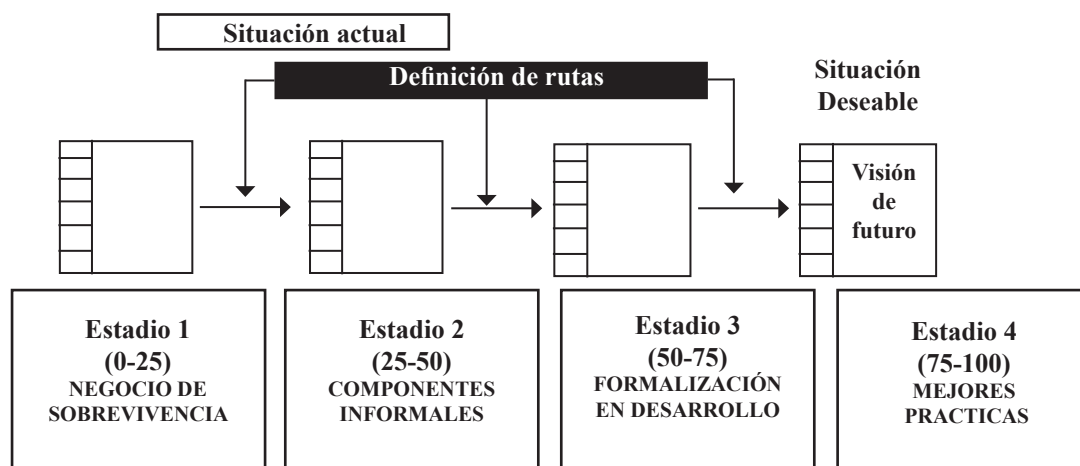 Situación actual
Definición de rutas
Situación
Deseable
Visión
de
futuro
Estadio 1
(0-25)
NEGOCIO DE
SOBREVIVENCIA
Estadio 2
(25-50)
COMPONENTES
INFORMALES
Estadio 3
(50-75)
FORMALIZACIÓN
EN DESARROLLO
Estadio 4
(75-100)
MEJORES
PRACTICAS